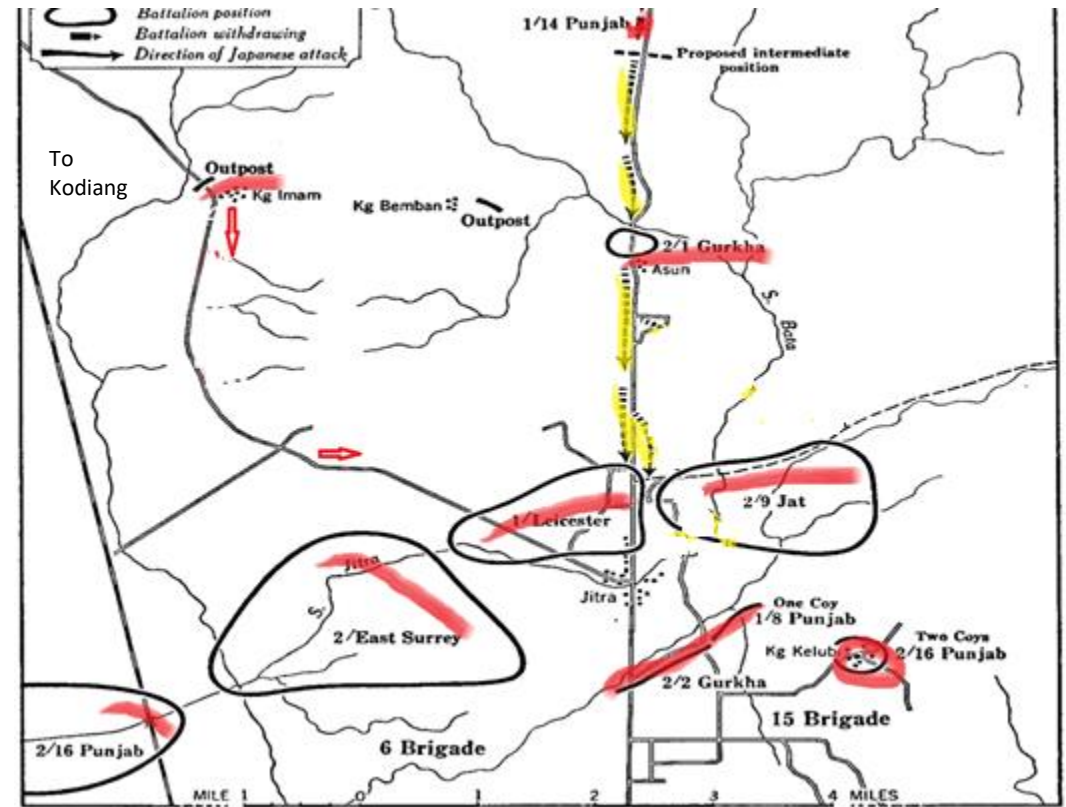 Battalion position
Battalion withdrawing
Direction of Japanese attack
1/14 Punjab
Proposed intermediate
position
To
Kodiang
Outpost
Kg Imam
Kg Bemban
Outpost
2/1 Gurkha
Asun
S. Bata
1/Leicester
2/9 Jat
Jitra
S. Jitra
2/East Surrey
One Coy
1/8 Punjab
Kg Kelub
Two Coys
2/16 Punjab
2/2 Gurkha
15 Brigade
2/16 Punjab
6 Brigade
MILE 1 0 1 2 3 4 MILES